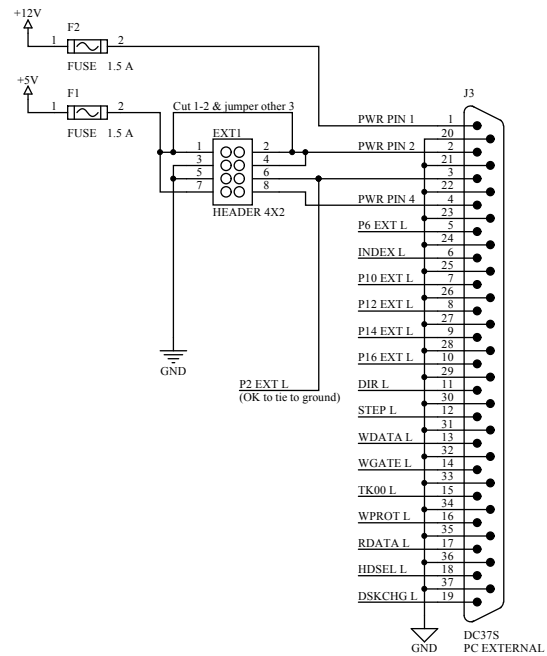 +12V
F2
1 2
FUSE 1.5 A
+5V
F1
1 2
FUSE 1.5 A
Cut 1-2 & jumper other 3
EXT1
1 2
3 4
5 6
7 8
HEADER 4X2
GND
P2 EXT L
(OK to tie to ground)
J3
PWR PIN 1 1
20
PWR PIN 2 2
21
3
22
PWR PIN 4 4
23
P6 EXT L 5
24
INDEX L 6
25
P10 EXT L 7
26
P12 EXT L 8
27
P14 EXT L 9
28
P16 EXT L 10
29
DIR L 11
30
STEP L 12
31
WDATA L 13
32
WGATE L 14
33
TK00 L 15
34
WPROT L 16
35
RDATA L 17
36
HDSEL L 18
37
DSKCHG L 19
GND
DC37S
PC EXTERNAL